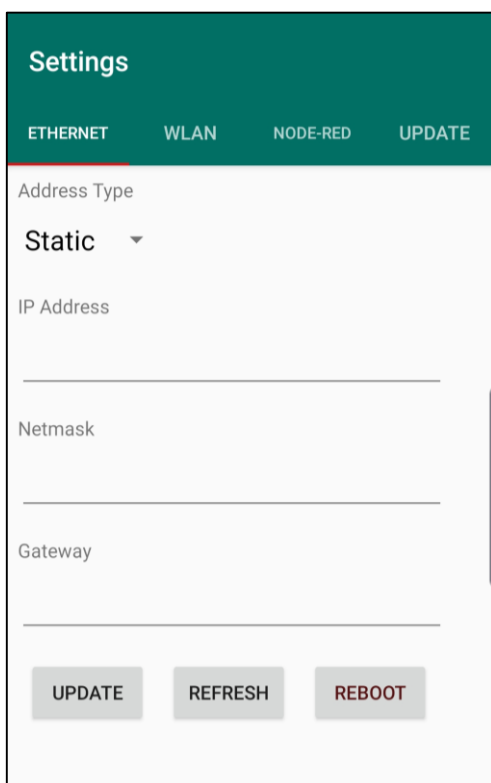 Settings
ETHERNET WLAN NODE-RED UPDATE
Address Type
Static
IP Address
Netmask
Gateway
UPDATE REFRESH REBOOT